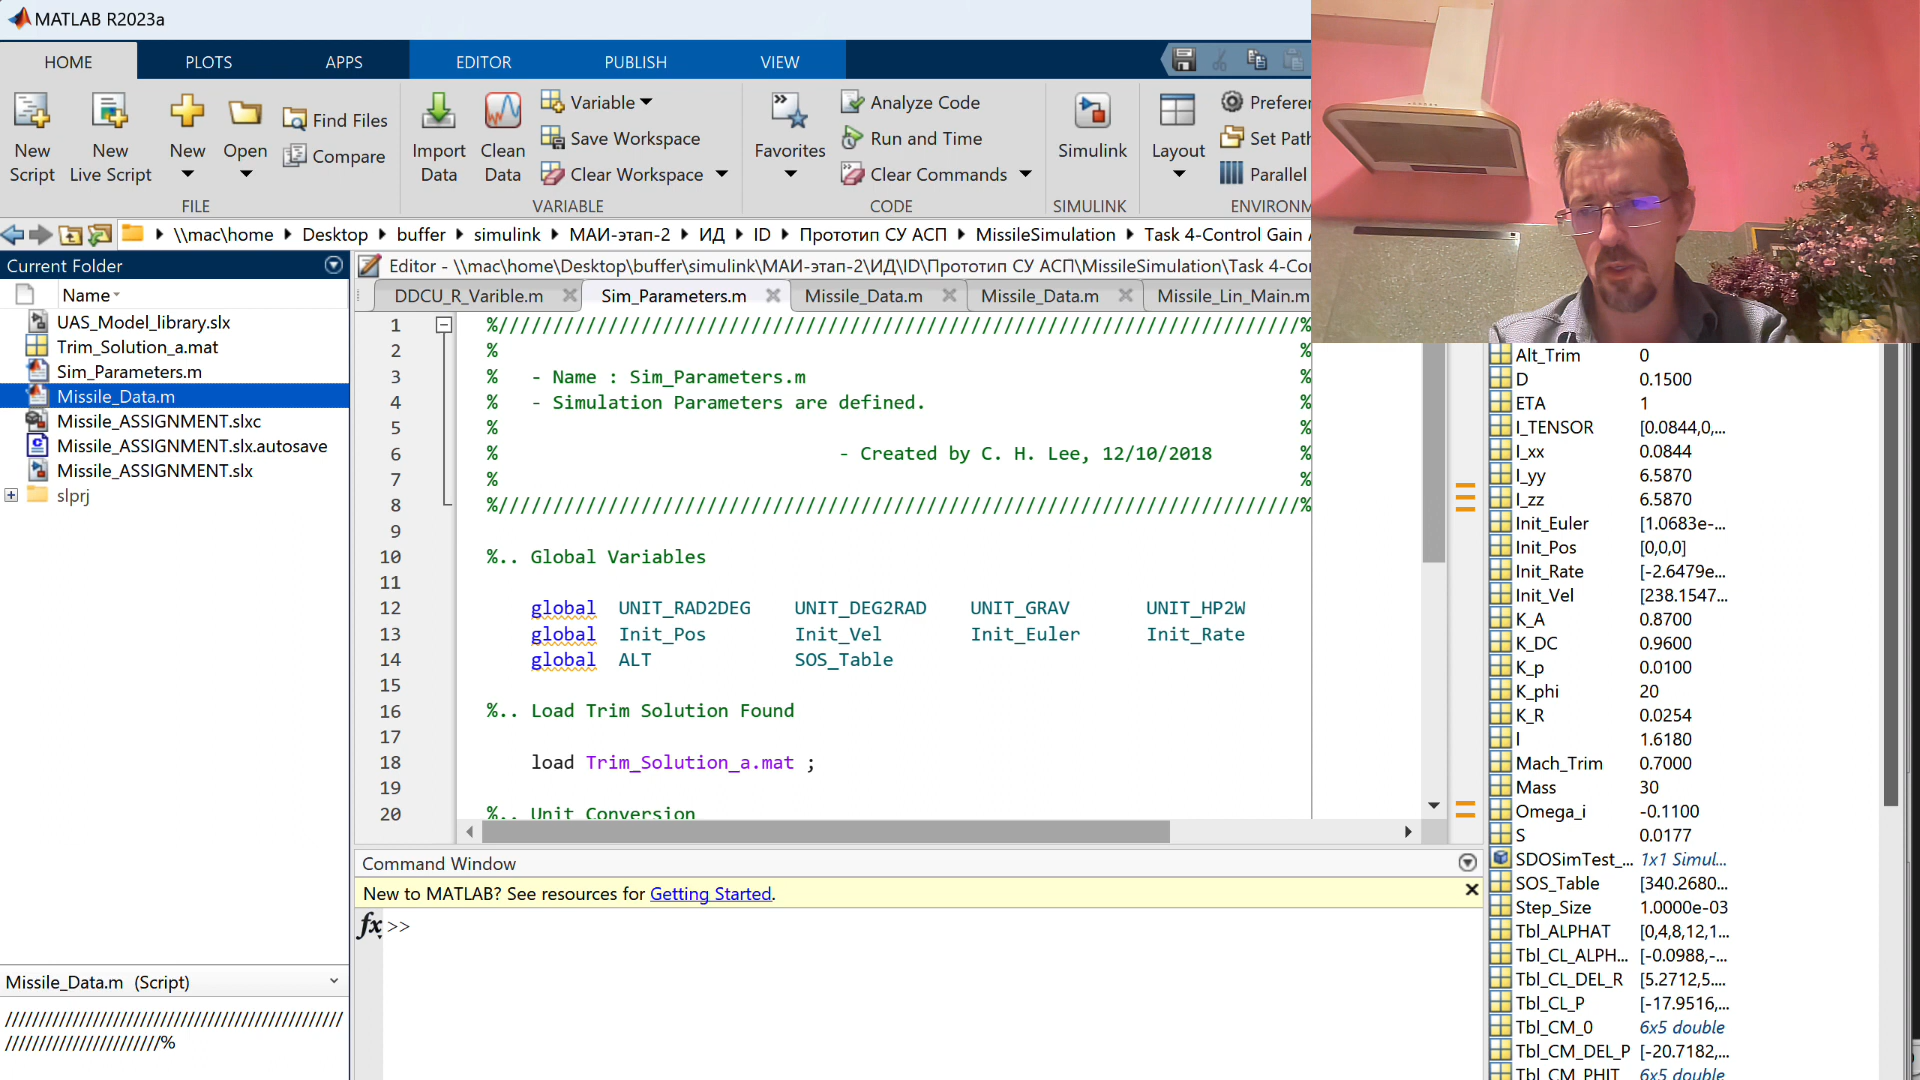 MATLAB R2023a
HOME PLOTS APPS EDITOR PUBLISH VIEW
New Script
New Live Script
New
Open
Find Files
Compare
Import Data
Clean Data
Variable
Save Workspace
Clear Workspace
Favorites
Analyze Code
Run and Time
Clear Commands
Simulink
Layout
Prefere
Set Path
Parallel
FILE VARIABLE CODE SIMULINK ENVIRONM
\\mac\home Desktop buffer simulink МАИ-этап-2 ИД ID Прототип СУ АСП MissileSimulation Task 4-Control Gain
Current Folder
Name
UAS_Model_library.slx
Trim_Solution_a.mat
Sim_Parameters.m
Missile_Data.m
Missile_ASSIGNMENT.slxc
Missile_ASSIGNMENT.slx.autosave
Missile_ASSIGNMENT.slx
slprj
Missile_Data.m (Script)
/////////////////////////////////////////////////
///////////////////////%
Editor - \\mac\home\Desktop\buffer\simulink\МАИ-этап-2\ИД\ID\Прототип СУ АСП\MissileSimulation\Task 4-Co
DDCU_R_Varible.m Sim_Parameters.m Missile_Data.m Missile_Data.m Missile_Lin_Main.m
1 %/////////////////////////////////////////////////////////////////////////%
2 % %
3 % - Name : Sim_Parameters.m %
4 % - Simulation Parameters are defined. %
5 % %
6 % - Created by C. H. Lee, 12/10/2018 %
7 % %
8 %/////////////////////////////////////////////////////////////////////////%
9
10 %.. Global Variables
11
12 global UNIT_RAD2DEG UNIT_DEG2RAD UNIT_GRAV UNIT_HP2W
13 global Init_Pos Init_Vel Init_Euler Init_Rate
14 global ALT SOS_Table
15
16 %.. Load Trim Solution Found
17
18 load Trim_Solution_a.mat ;
19
20 %.. Unit Conversion
Command Window
New to MATLAB? See resources for Getting Started.
fx >>
Alt_Trim 0
D 0.1500
ETA 1
I_TENSOR [0.0844,0,...
I_xx 0.0844
I_yy 6.5870
I_zz 6.5870
Init_Euler [1.0683e-...
Init_Pos [0,0,0]
Init_Rate [-2.6479e...
Init_Vel [238.1547...
K_A 0.8700
K_DC 0.9600
K_p 0.0100
K_phi 20
K_R 0.0254
l 1.6180
Mach_Trim 0.7000
Mass 30
Omega_i -0.1100
S 0.0177
SDOSimTest_... 1x1 Simul...
SOS_Table [340.2680...
Step_Size 1.0000e-03
Tbl_ALPHAT [0,4,8,12,1...
Tbl_CL_ALPH... [-0.0988,-...
Tbl_CL_DEL_R [5.2712,5....
Tbl_CL_P [-17.9516,...
Tbl_CM_0 6x5 double
Tbl_CM_DEL_P [-20.7182,...
Tbl_CM_PHIT 6x5 double